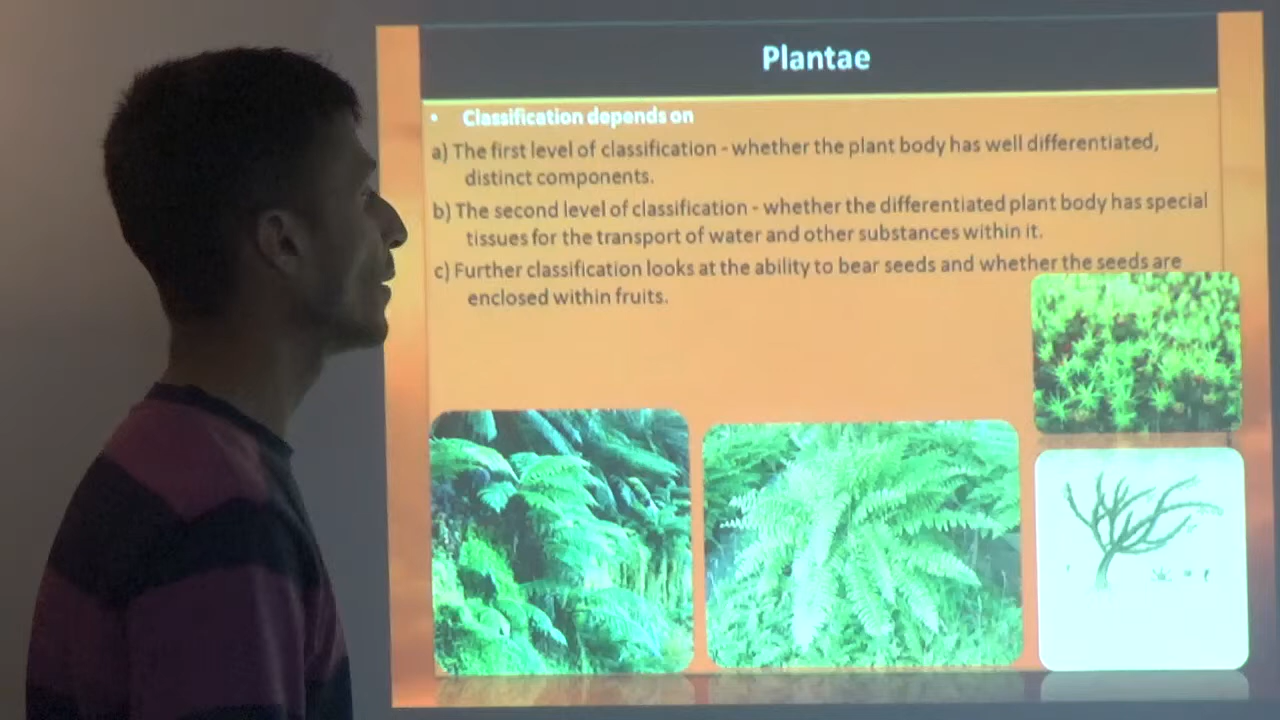 Plantae
• Classification depends on
a) The first level of classification - whether the plant body has well differentiated,
distinct components.
b) The second level of classification - whether the differentiated plant body has special
tissues for the transport of water and other substances within it.
c) Further classification looks at the ability to bear seeds and whether the seeds are
enclosed within fruits.